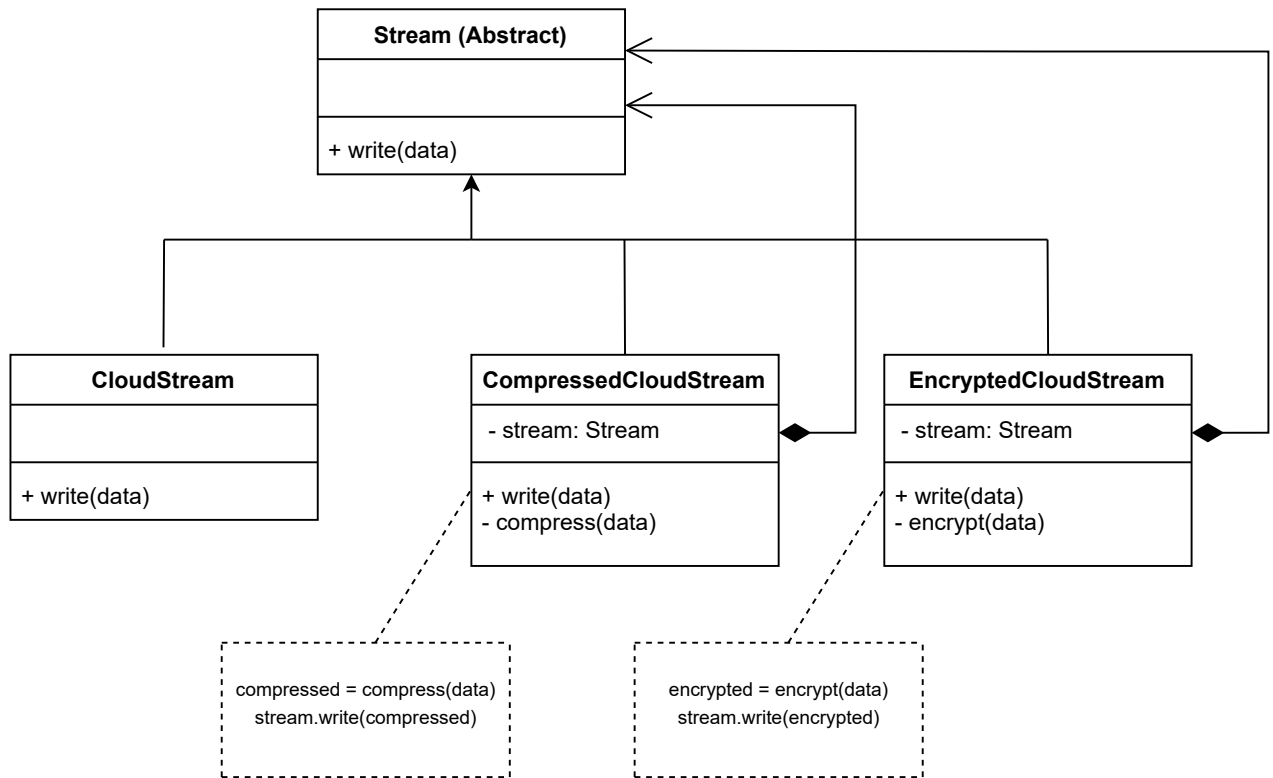 Stream (Abstract)
+ write(data)
CloudStream
+ write(data)
CompressedCloudStream
- stream: Stream
+ write(data)
- compress(data)
EncryptedCloudStream
- stream: Stream
+ write(data)
- encrypt(data)
compressed = compress(data)
stream.write(compressed)
encrypted = encrypt(data)
stream.write(encrypted)